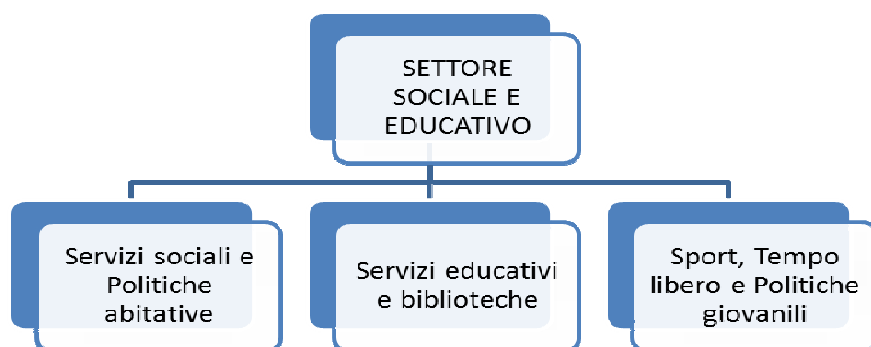 SETTORE
SOCIALE E
EDUCATIVO
Servizi sociali e
Politiche
abitative
Servizi educativi
e biblioteche
Sport, Tempo
libero e Politiche
giovanili